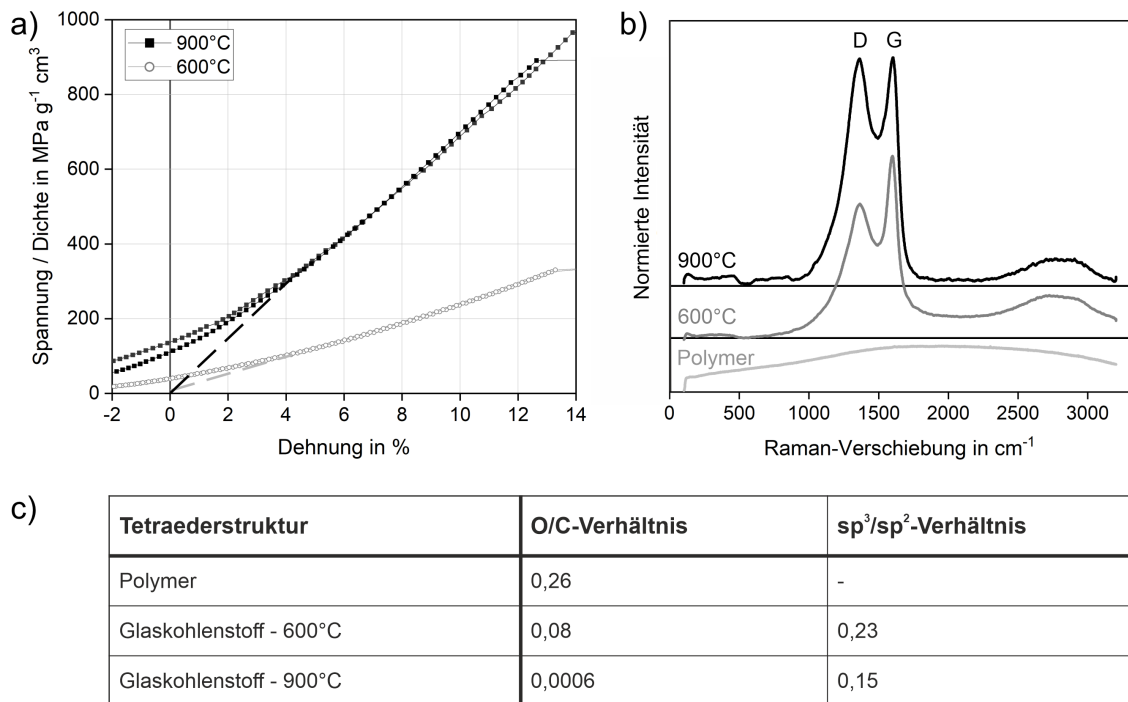 a)
1000
800
600
400
200
0
-2 0 2 4 6 8 10 12 14
Spannung / Dichte in MPa g⁻¹ cm³
Dehnung in %
900°C
600°C
b)
D G
Normierte Intensität
900°C
600°C
Polymer
0 500 1000 1500 2000 2500 3000
Raman-Verschiebung in cm⁻¹
c)
Tetraederstruktur O/C-Verhältnis sp³/sp²-Verhältnis
Polymer 0,26 -
Glaskohlenstoff - 600°C 0,08 0,23
Glaskohlenstoff - 900°C 0,0006 0,15